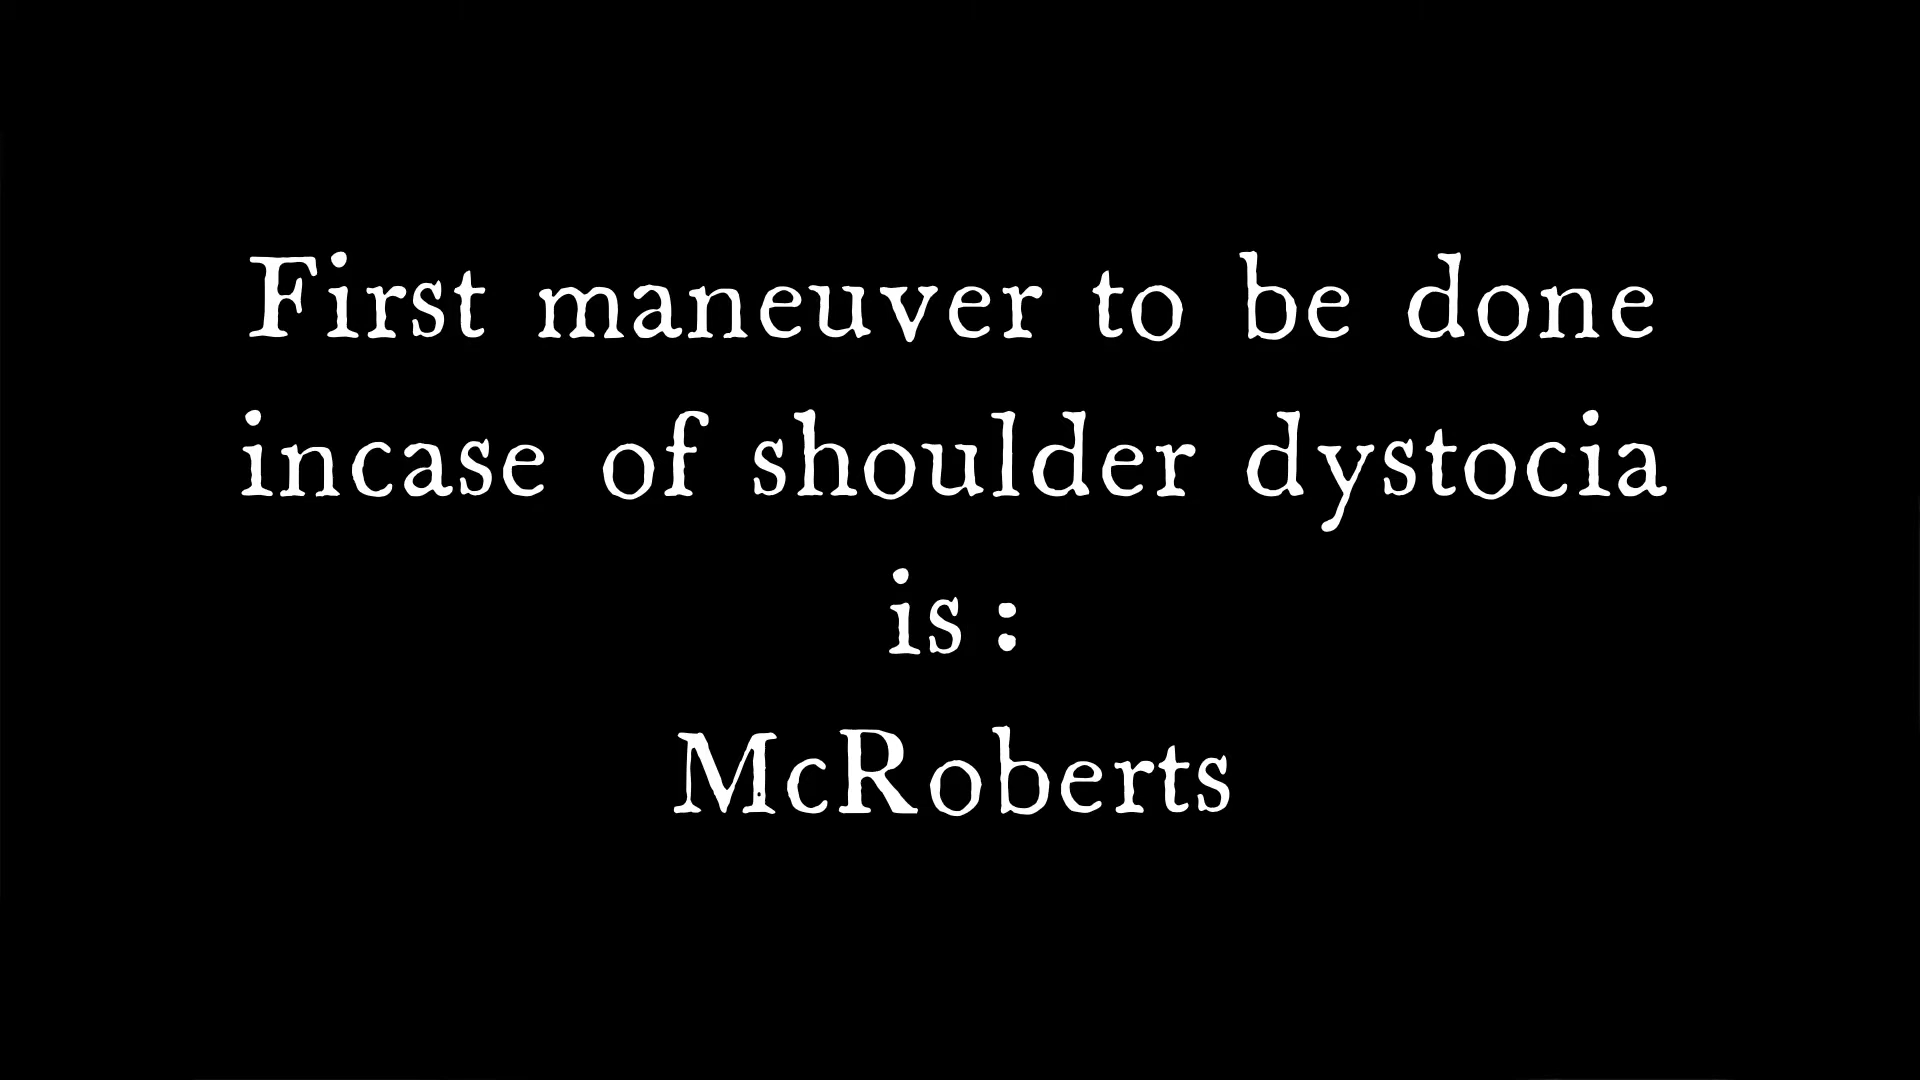 First maneuver to be done
incase of shoulder dystocia
is :
McRoberts